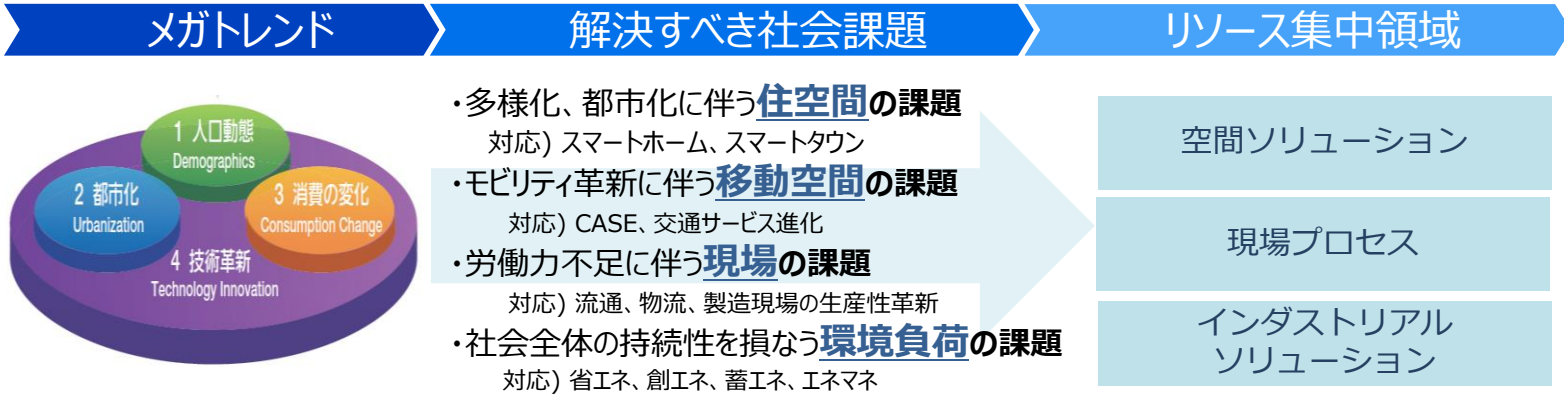 メガトレンド
解決すべき社会課題
リソース集中領域
1 人口動態
Demographics
2 都市化
Urbanization
3 消費の変化
Consumption Change
4 技術革新
Technology Innovation
・多様化、都市化に伴う住空間の課題
対応) スマートホーム、スマートタウン
・モビリティ革新に伴う移動空間の課題
対応) CASE、交通サービス進化
・労働力不足に伴う現場の課題
対応) 流通、物流、製造現場の生産性革新
・社会全体の持続性を損なう環境負荷の課題
対応) 省エネ、創エネ、蓄エネ、エネマネ
空間ソリューション
現場プロセス
インダストリアル
ソリューション